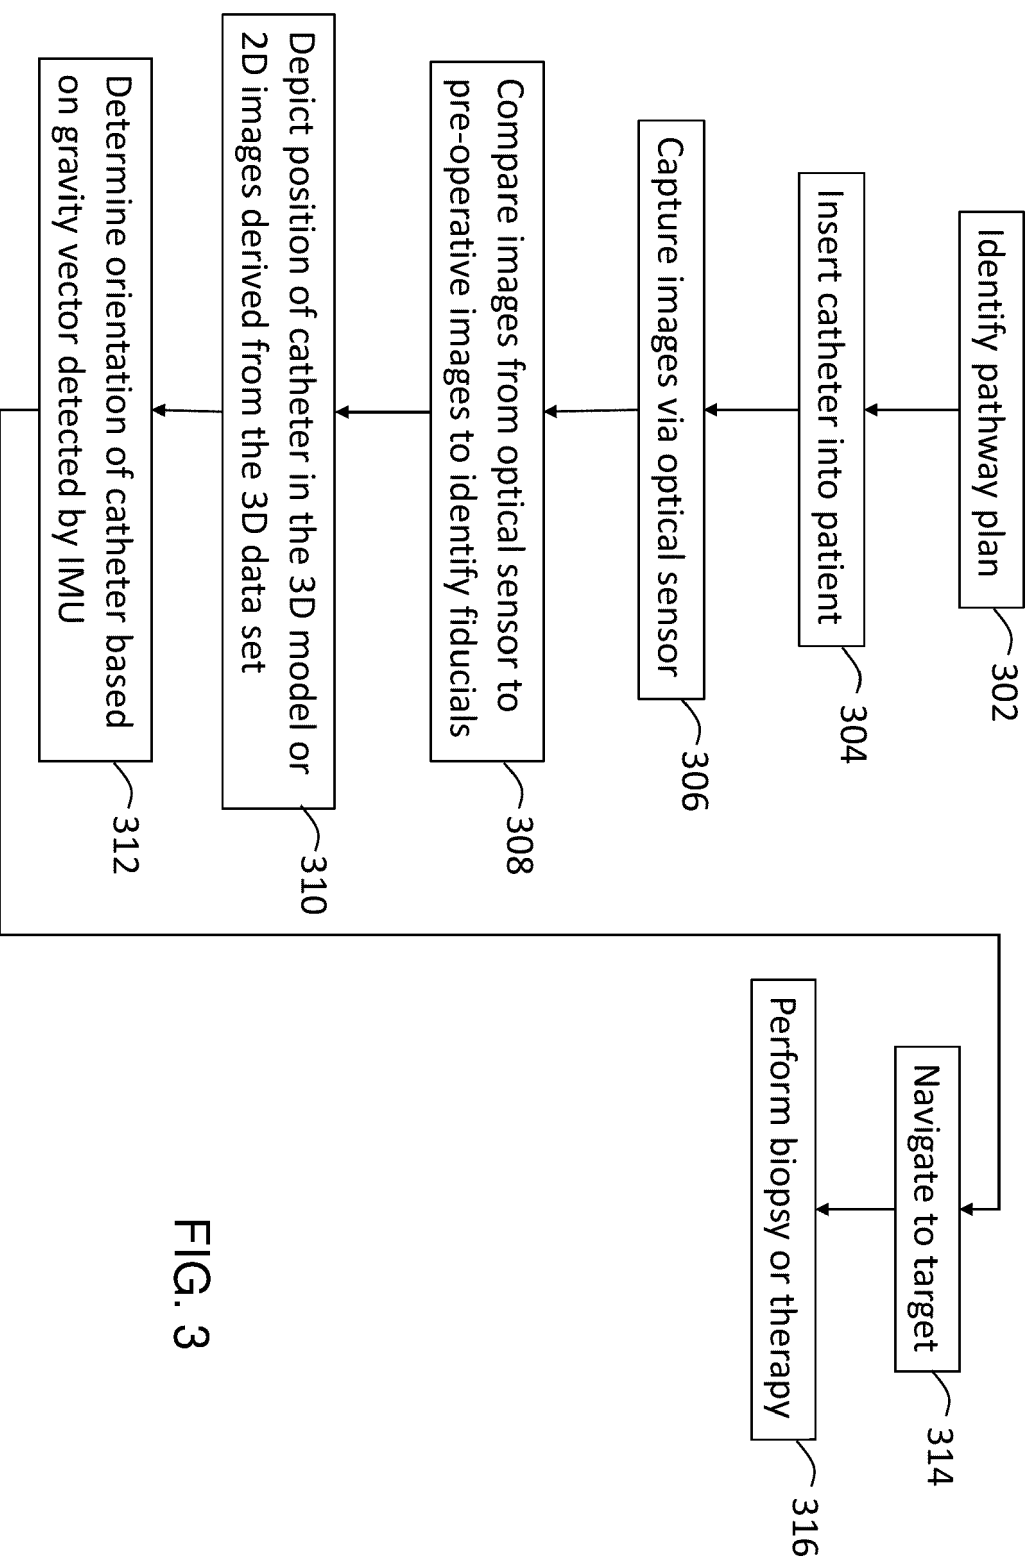 Identify pathway plan
302
Insert catheter into patient
304
Capture images via optical sensor
306
Compare images from optical sensor to
pre-operative images to identify fiducials
308
Depict position of catheter in the 3D model or
2D images derived from the 3D data set
310
Determine orientation of catheter based
on gravity vector detected by IMU
312
Navigate to target
314
Perform biopsy or therapy
316
FIG. 3